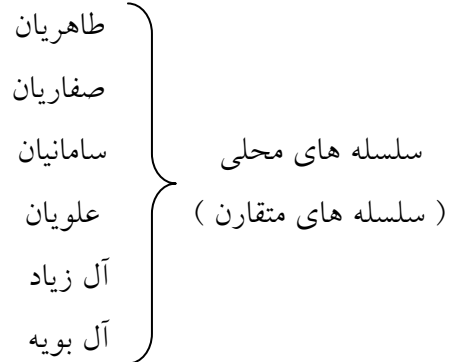 طاهریان
صفاریان
سامانیان
علویان
آل زیاد
آل بویه
سلسله های محلی
( سلسله های متقارن )